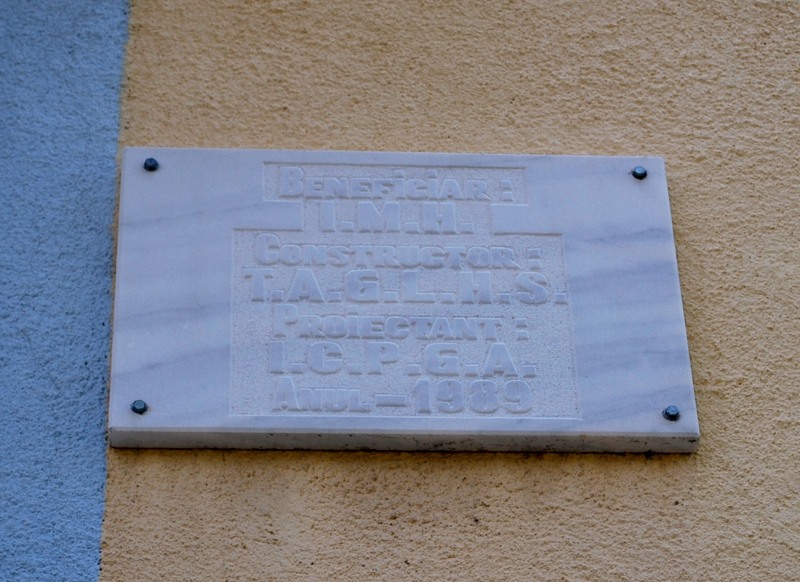 Beneficiar :
I.M.H.
Constructor :
T.A.G.L.H.S.
Proiectant :
I.C.P.G.A.
Anul – 1989